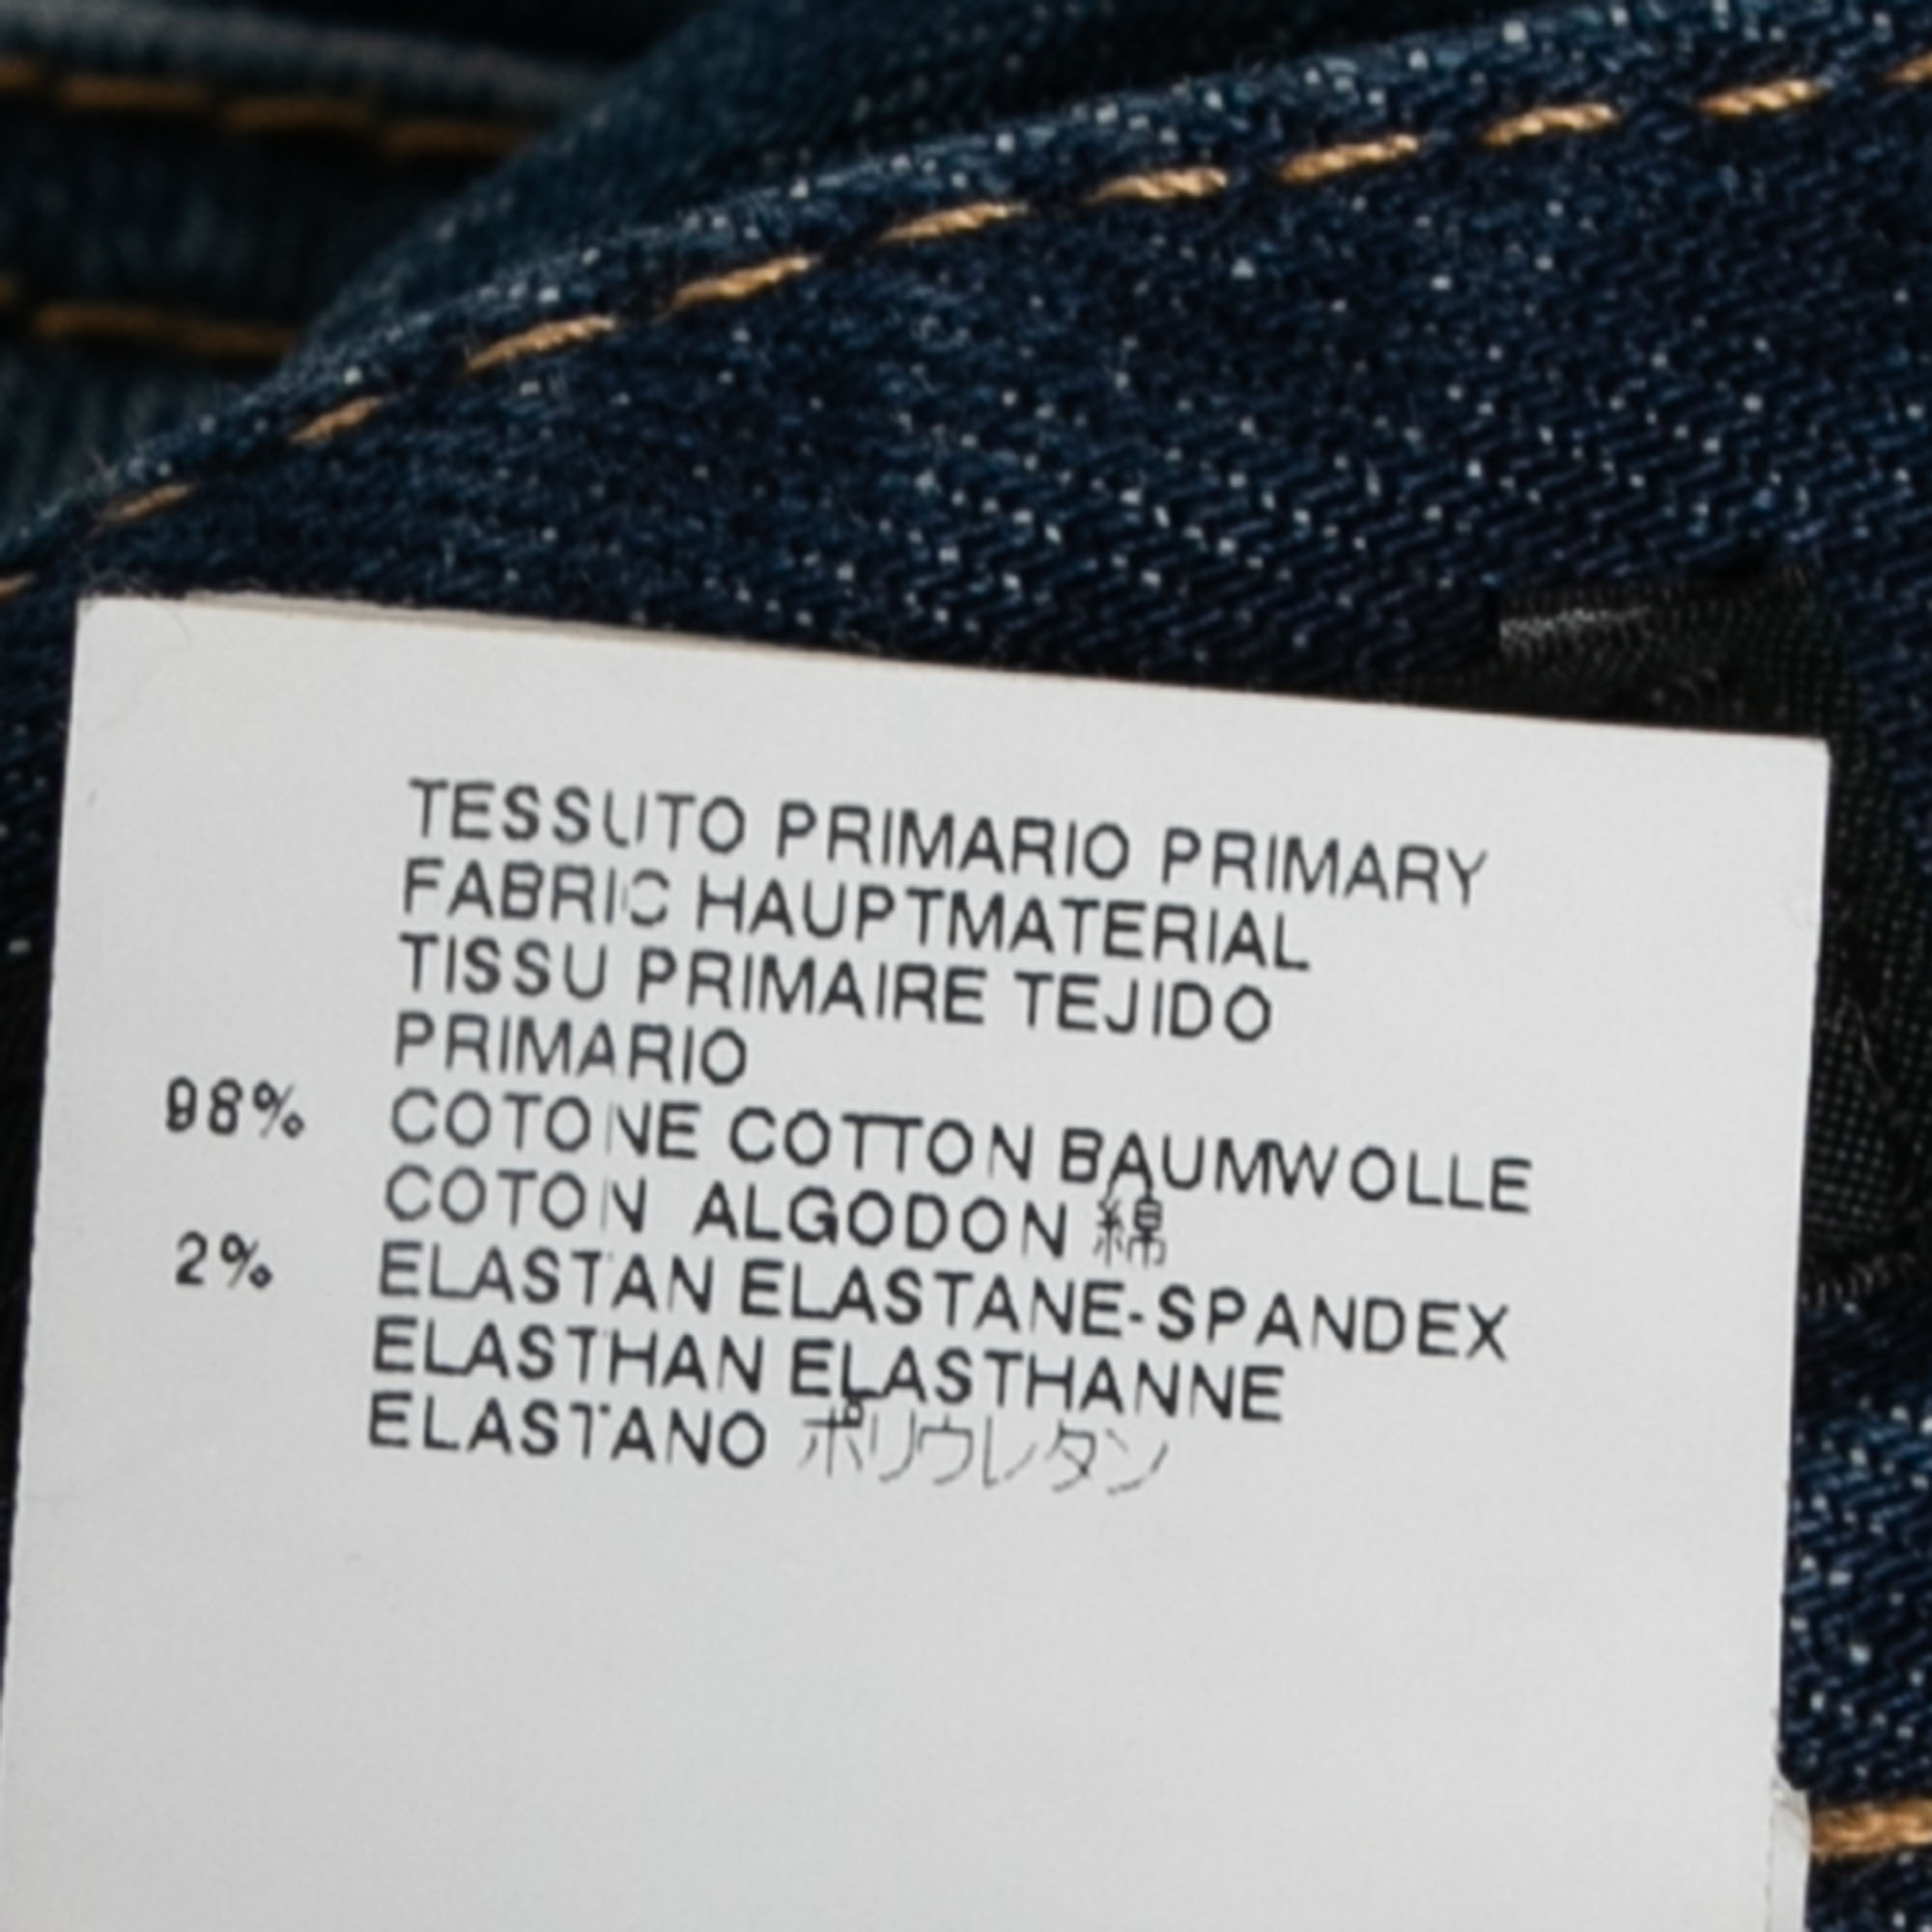 TESSUTO PRIMARIO PRIMARY
FABRIC HAUPTMATERIAL
TISSU PRIMAIRE TEJIDO
PRIMARIO
98% COTONE COTTON BAUMWOLLE
COTON ALGODON 綿
2% ELASTAN ELASTANE-SPANDEX
ELASTHAN ELASTHANNE
ELASTANO ポリウレタン